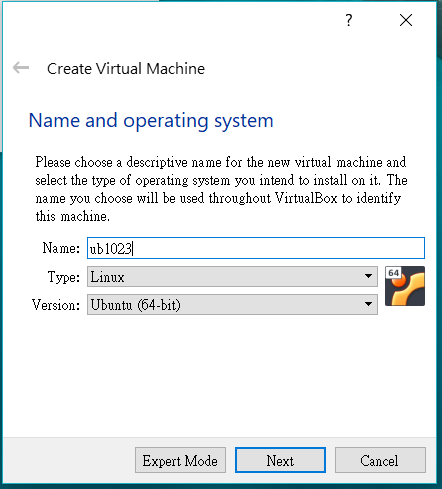 ?
Create Virtual Machine
Name and operating system
Please choose a descriptive name for the new virtual machine and
select the type of operating system you intend to install on it. The
name you choose will be used throughout VirtualBox to identify
this machine.
Name: ub1023
Type: Linux
64
Version: Ubuntu (64-bit)
Expert Mode Next Cancel